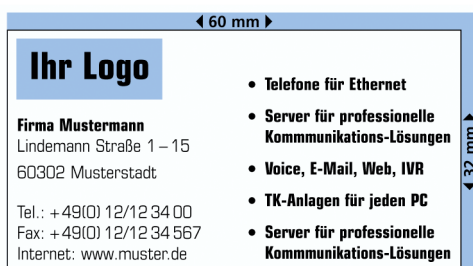 60 mm
Ihr Logo
Firma Mustermann
Lindemann Straße 1–15
60302 Musterstadt
Tel.: +49(0) 12/12 34 00
Fax: +49(0) 12/12 34 567
Internet: www.muster.de
• Telefone für Ethernet
• Server für professionelle
Kommmunikations-Lösungen
• Voice, E-Mail, Web, IVR
• TK-Anlagen für jeden PC
• Server für professionelle
Kommmunikations-Lösungen
32 mm